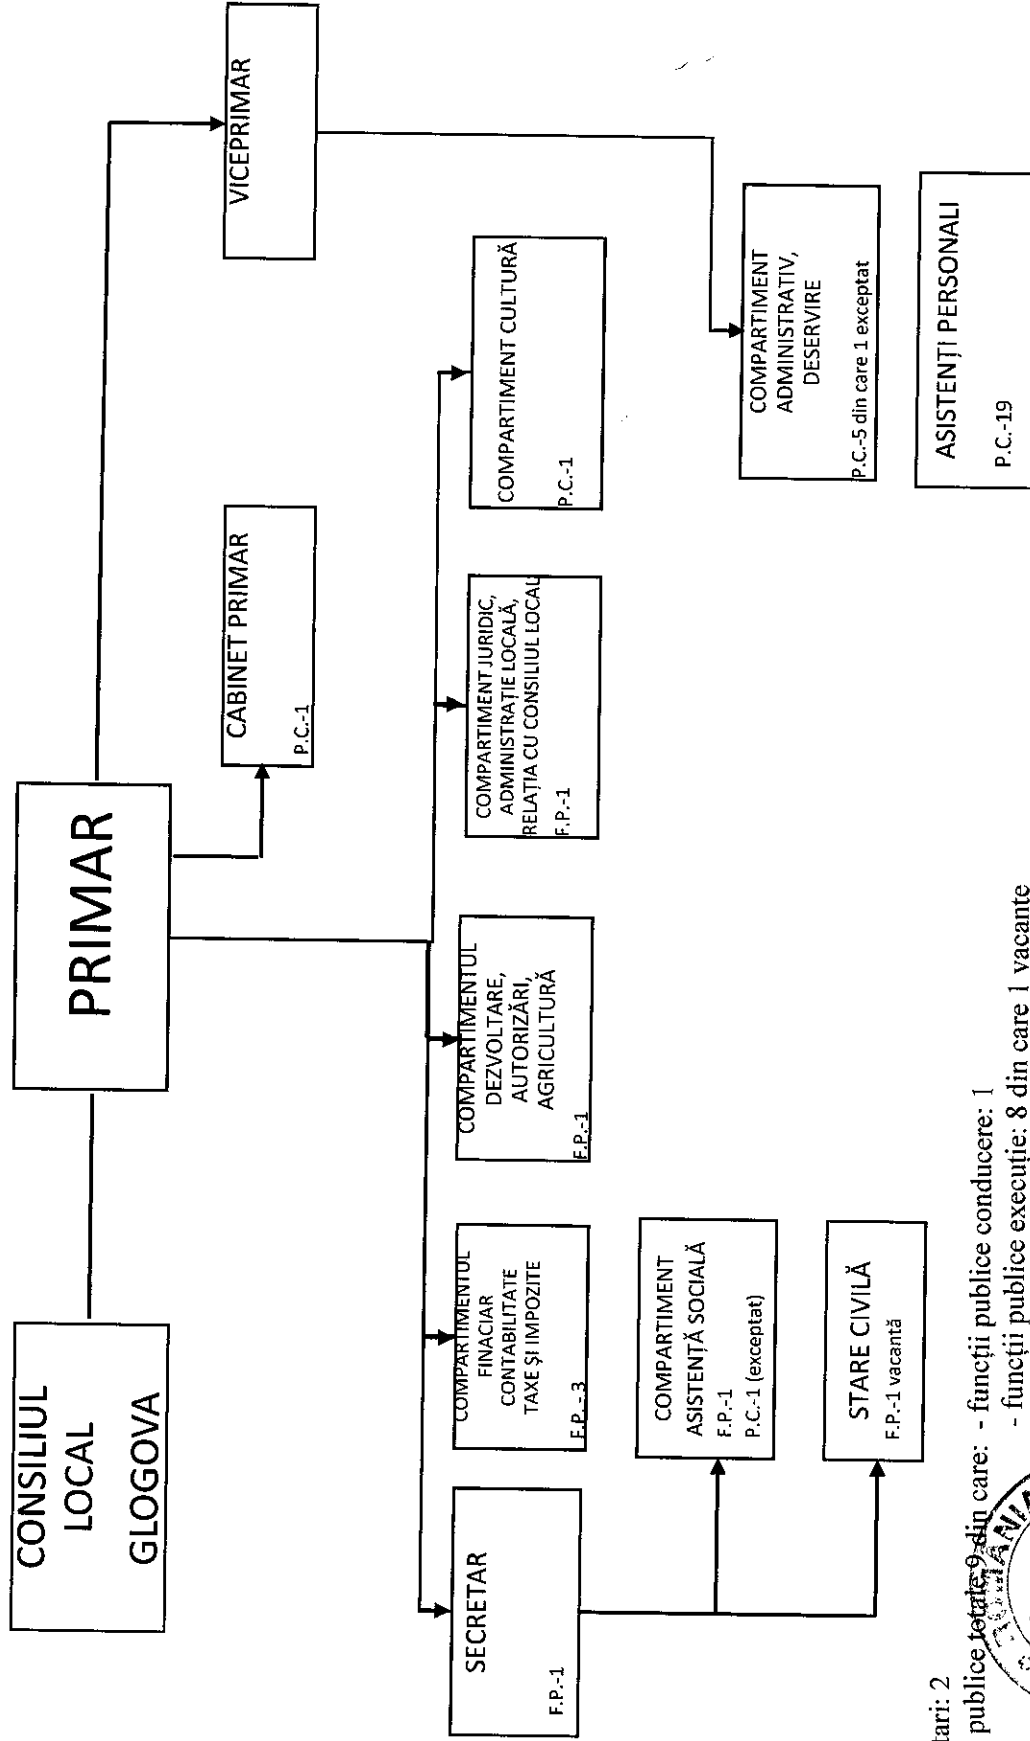 CONSILIUL
LOCAL
GLOGOVA
PRIMAR
CABINET PRIMAR
P.C.-1
VICEPRIMAR
SECRETAR
F.P.-1
COMPARTIMENTUL
FINACIAR
CONTABILITATE
TAXE ȘI IMPOZITE
F.P. - 3
COMPARTIMENTUL
DEZVOLTARE,
AUTORIZĂRI,
AGRICULTURĂ
F.P.-1
COMPARTIMENT JURIDIC,
ADMINISTRAȚIE LOCALĂ,
RELAȚIA CU CONSILIUL LOCAL
F.P.-1
COMPARTIMENT CULTURĂ
P.C.-1
COMPARTIMENT
ASISTENȚĂ SOCIALĂ
F.P.-1
P.C.-1 (exceptat)
STARE CIVILĂ
F.P.-1 vacantă
COMPARTIMENT
ADMINISTRATIV,
DESERVIRE
P.C.-5 din care 1 exceptat
ASISTENȚI PERSONALI
P.C.-19
tari: 2
publice totale 9 din care: - funcții publice conducere: 1
- funcții publice execuție: 8 din care 1 vacante